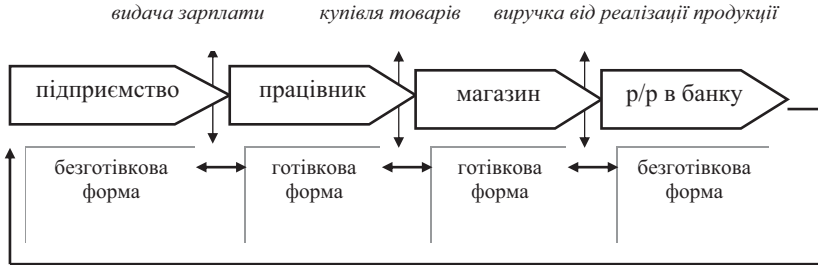 видача зарплати купівля товарів виручка від реалізації продукції
підприємство працівник магазин р/р в банку
безготівкова готівкова готівкова безготівкова
форма форма форма форма